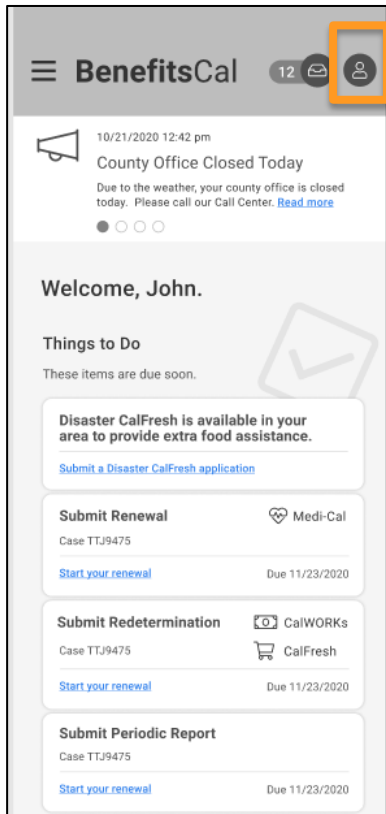 BenefitsCal
12
10/21/2020 12:42 pm
County Office Closed Today
Due to the weather, your county office is closed
today. Please call our Call Center. Read more
Welcome, John.
Things to Do
These items are due soon.
Disaster CalFresh is available in your
area to provide extra food assistance.
Submit a Disaster CalFresh application
Submit Renewal
Medi-Cal
Case TTJ9475
Start your renewal
Due 11/23/2020
Submit Redetermination
CalWORKs
Case TTJ9475
CalFresh
Start your renewal
Due 11/23/2020
Submit Periodic Report
Case TTJ9475
Start your renewal
Due 11/23/2020